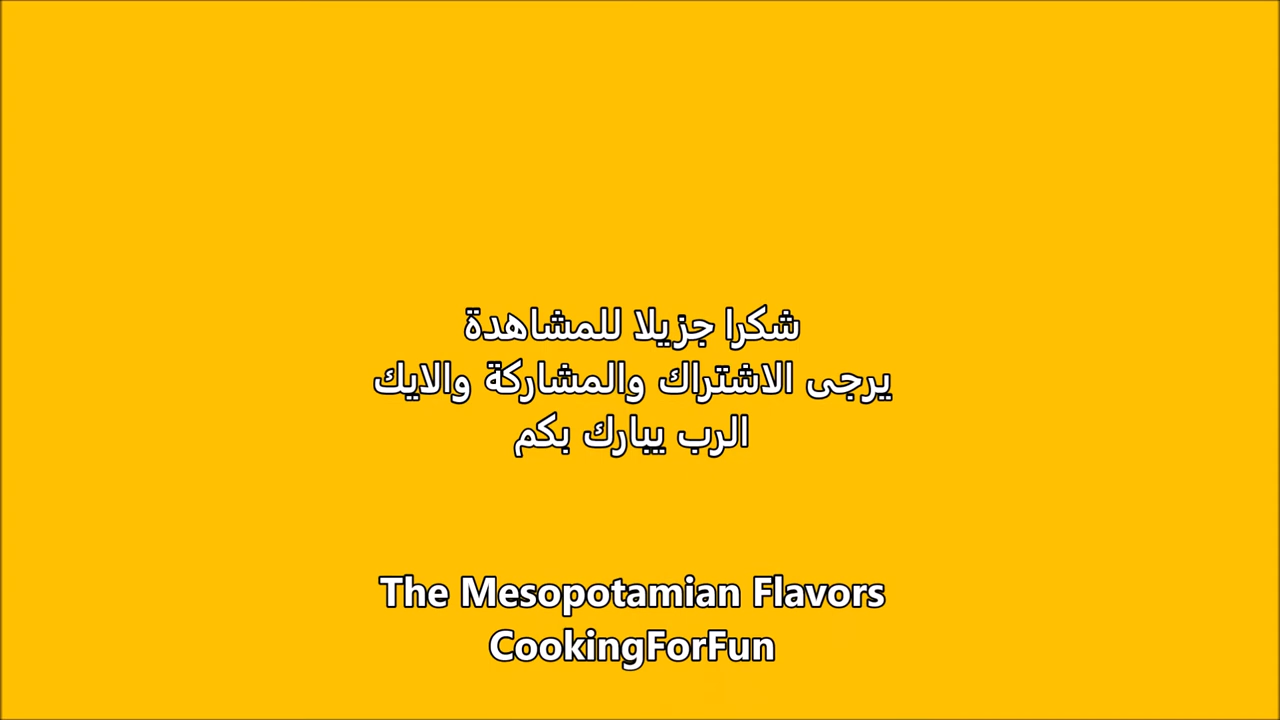 شكرا جزيلا للمشاهدة
يرجى الاشتراك والمشاركة والايك
الرب يبارك بكم
The Mesopotamian Flavors
CookingForFun